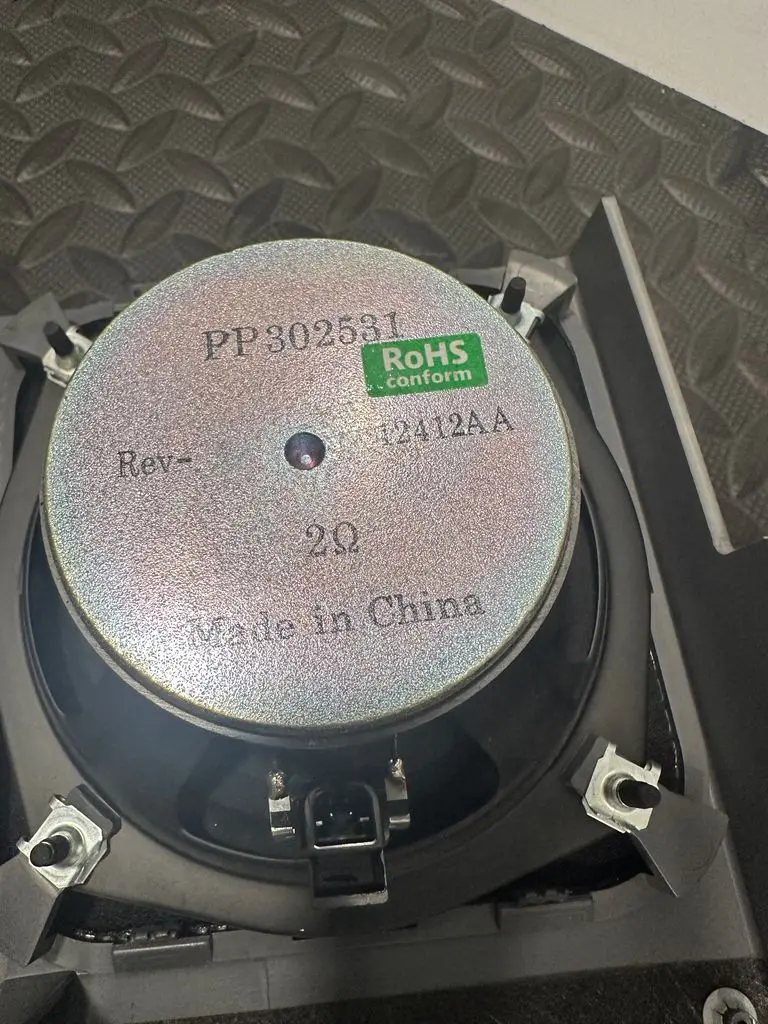 PP302531
RoHS
conform
Rev-
12412AA
2Ω
Made in China